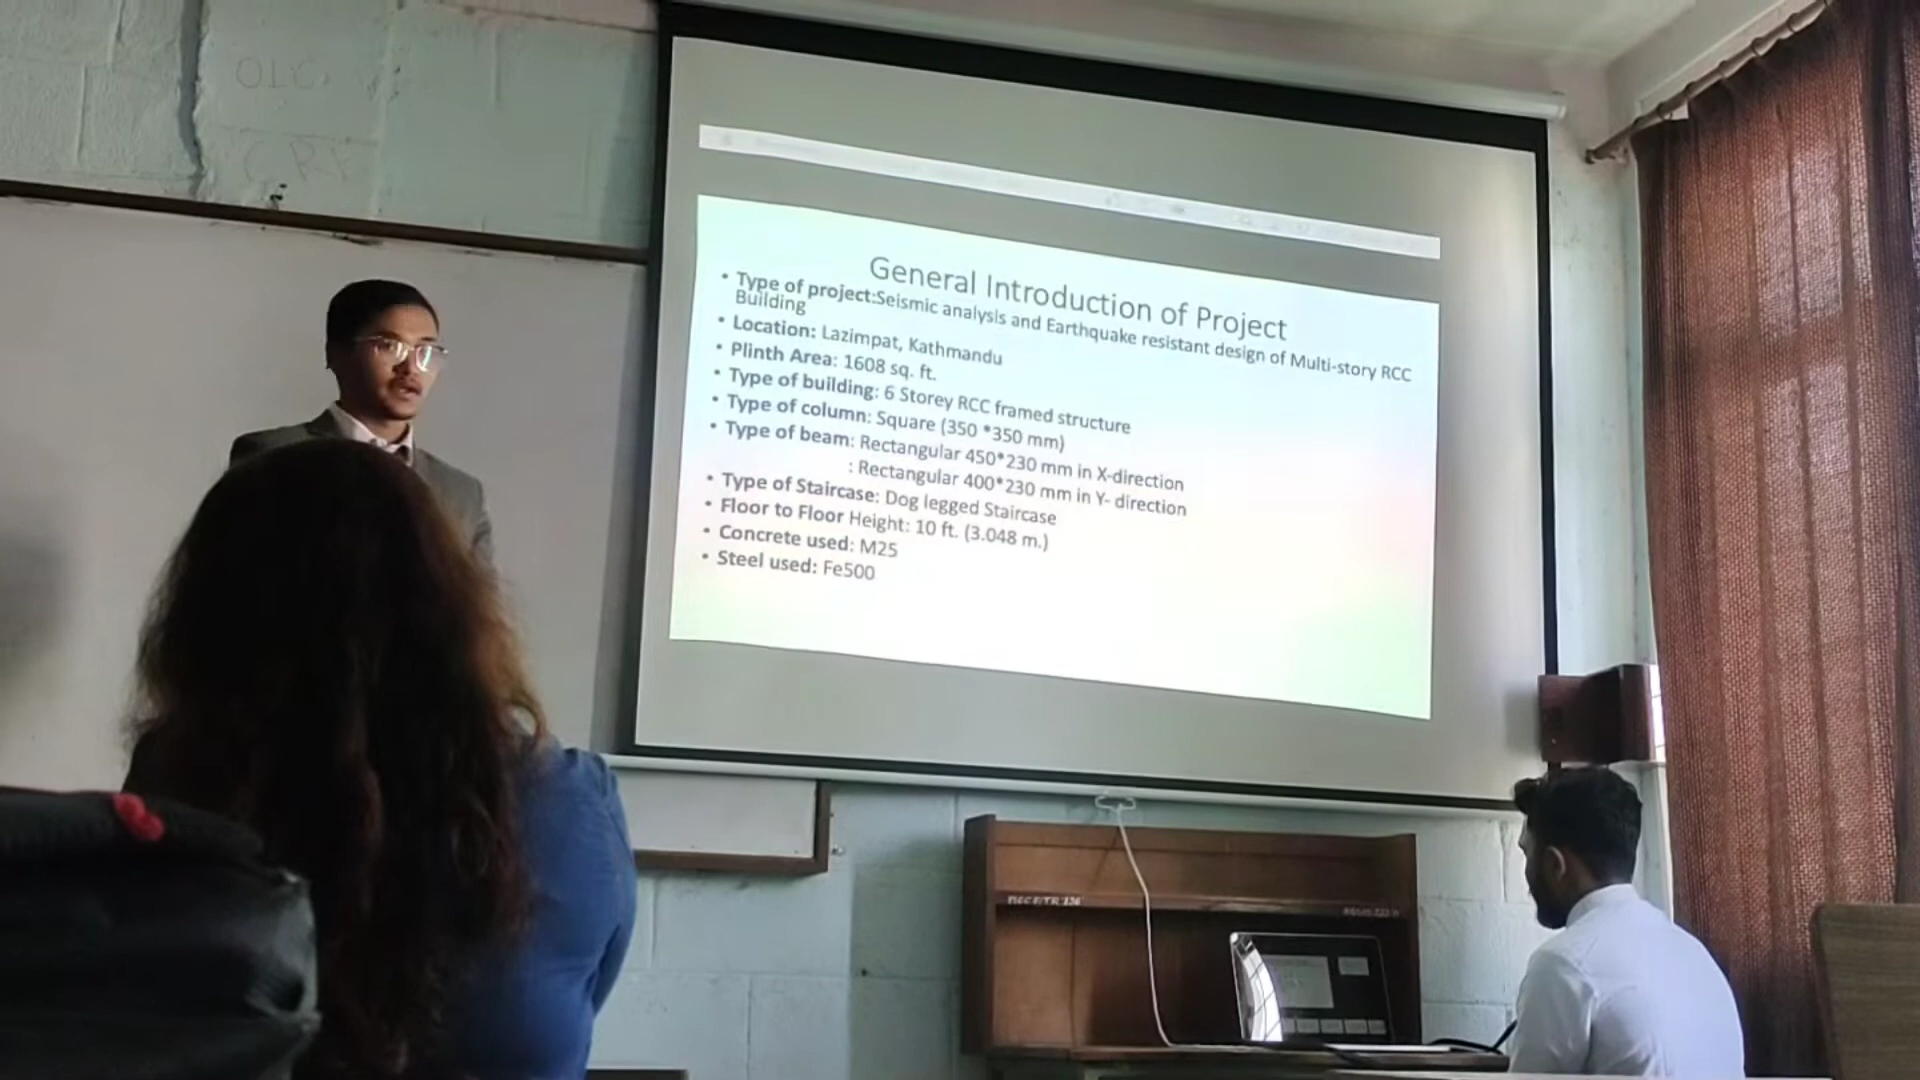 General Introduction of Project
• Type of project:Seismic analysis and Earthquake resistant design of Multi-story RCC
Building
• Location: Lazimpat, Kathmandu
• Plinth Area: 1608 sq. ft.
• Type of building: 6 Storey RCC framed structure
• Type of column: Square (350 *350 mm)
• Type of beam: Rectangular 450*230 mm in X-direction
: Rectangular 400*230 mm in Y- direction
• Type of Staircase: Dog legged Staircase
• Floor to Floor Height: 10 ft. (3.048 m.)
• Concrete used: M25
• Steel used: Fe500